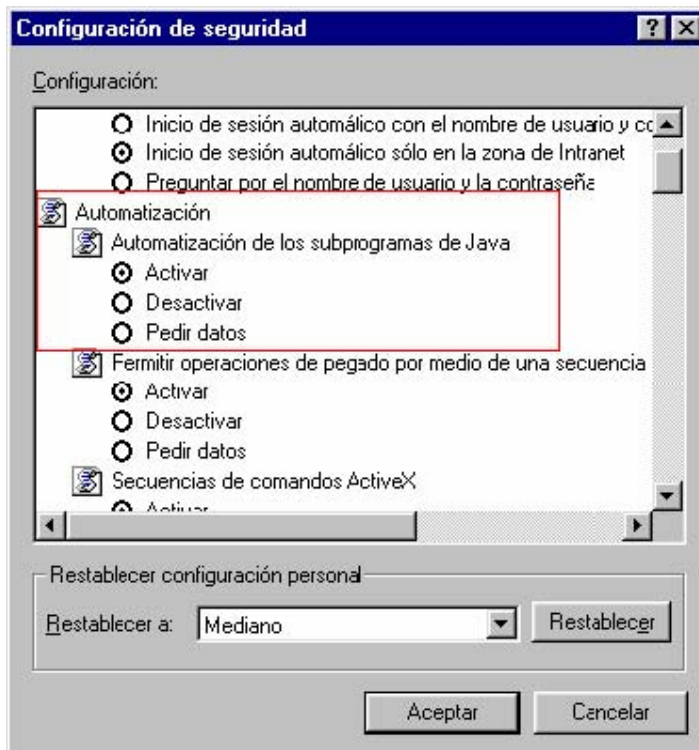 Configuración de seguridad
Configuración:
Inicio de sesión automálico con el nombre de usuario y cc
Inicio de sesión automático sólo en la zona de Intranet
Preguntar por el nombre de usuario y la contraseña
Automatización
Automatización de los subprogramas de Java
Activar
Desactivar
Pedir datos
Fermitir operaciones de pegado por medio de una secuencia
Activar
Desactivar
Pedir datos
Secuencias de comandos ActiveX
Activar
Restablecer configuración personal
Restablecer a: Mediano Restablecer
Aceptar Cancelar